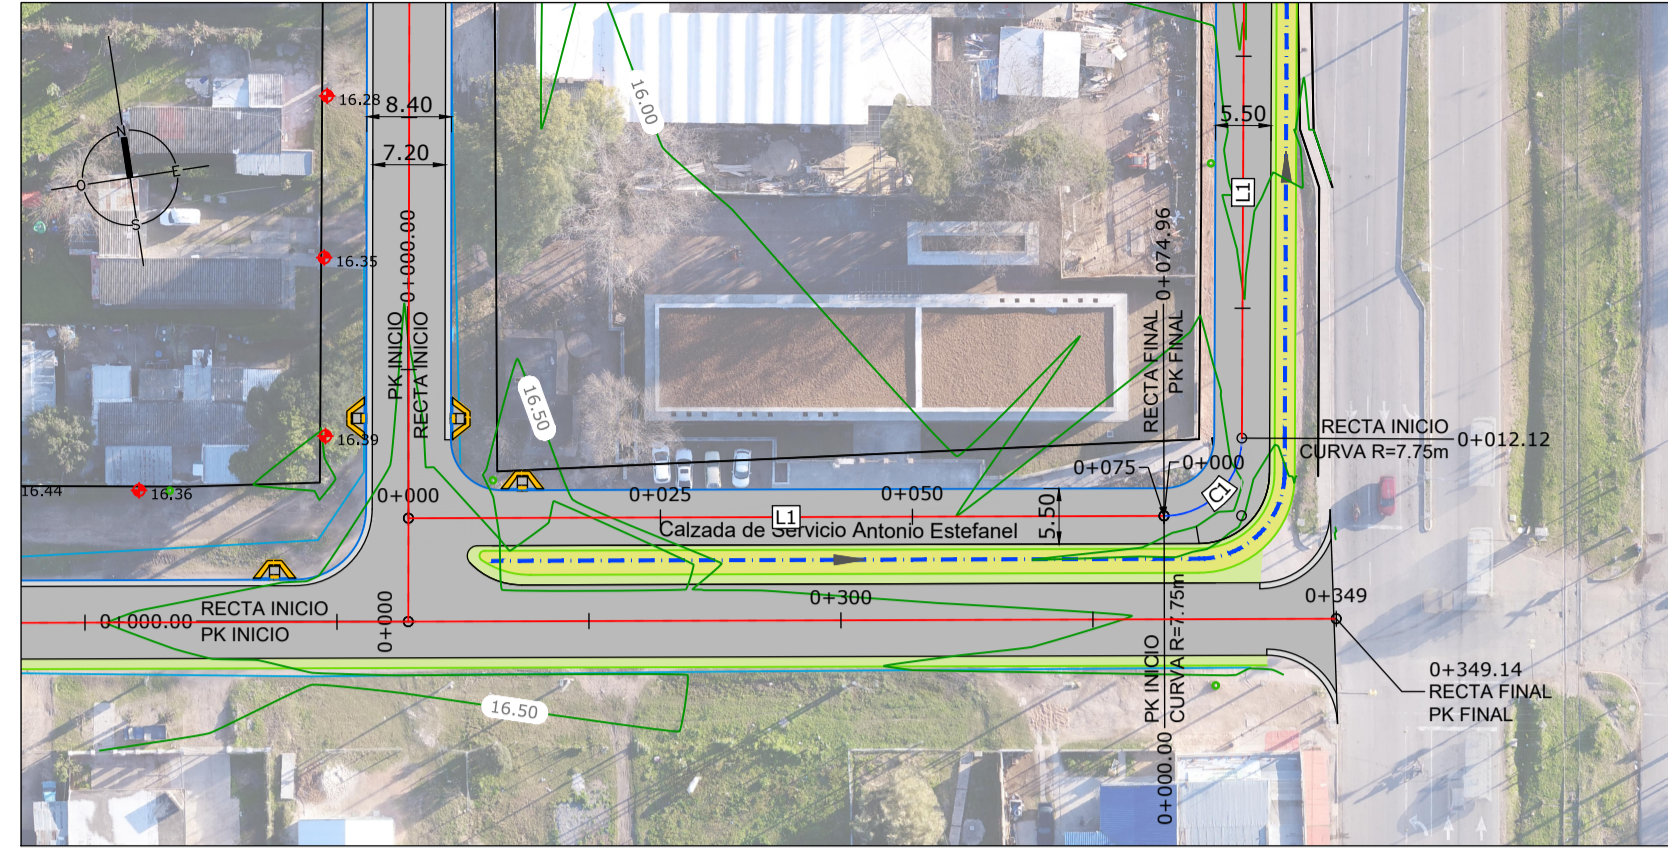 16.28
8.40
7.20
16.00
5.50
L1
N
E
S
O
16.35
PK INICIO 0+000.00
RECTA INICIO
RECTA FINAL 0+074.96
PK FINAL
16.50
16.39
RECTA INICIO
CURVA R=7.75m
0+012.12
16.44
16.36
0+000
0+025
0+050
0+075
0+000
C1
L1
Calzada de Servicio Antonio Estefanel
5.50
RECTA INICIO
0+000.00
PK INICIO
0+000
0+300
0+349
0+349.14
RECTA FINAL
PK FINAL
0+000.00 PK INICIO
CURVA R=7.75m
16.50